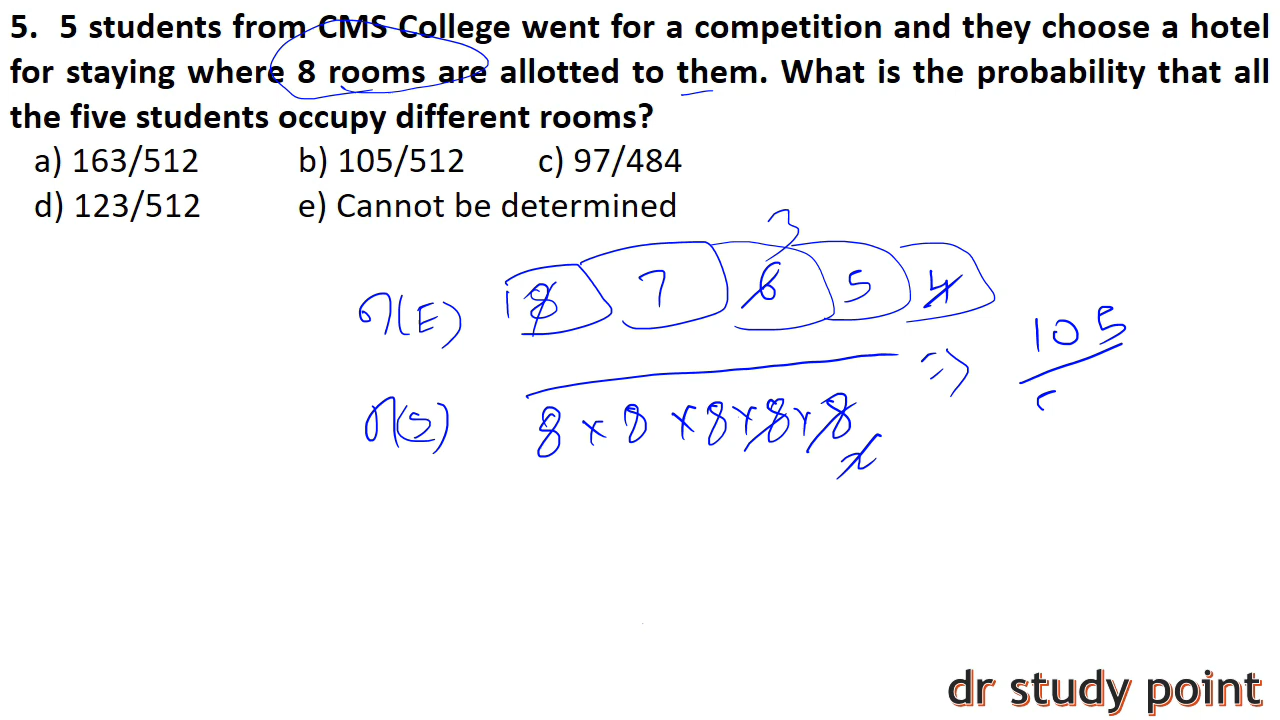 5. 5 students from CMS College went for a competition and they choose a hotel
for staying where 8 rooms are allotted to them. What is the probability that all
the five students occupy different rooms?
a) 163/512 b) 105/512 c) 97/484
d) 123/512 e) Cannot be determined
3
n(E) 8 7 6 5 4
⇒ 105
n(S) 8 × 8 × 8 × 8 × 8
dr study point